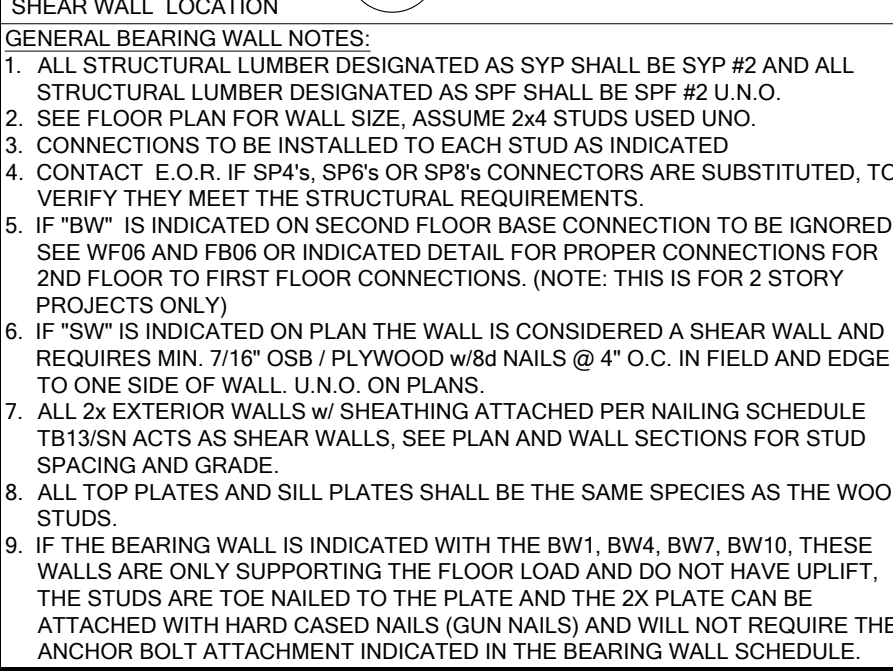 SHEAR WALL LOCATION
GENERAL BEARING WALL NOTES:
1. ALL STRUCTURAL LUMBER DESIGNATED AS SYP SHALL BE SYP #2 AND ALL
STRUCTURAL LUMBER DESIGNATED AS SPF SHALL BE SPF #2 U.N.O.
2. SEE FLOOR PLAN FOR WALL SIZE, ASSUME 2x4 STUDS USED UNO.
3. CONNECTIONS TO BE INSTALLED TO EACH STUD AS INDICATED
4. CONTACT E.O.R. IF SP4's, SP6's OR SP8's CONNECTORS ARE SUBSTITUTED, TO
VERIFY THEY MEET THE STRUCTURAL REQUIREMENTS.
5. IF "BW" IS INDICATED ON SECOND FLOOR BASE CONNECTION TO BE IGNORED
SEE WF06 AND FB06 OR INDICATED DETAIL FOR PROPER CONNECTIONS FOR
2ND FLOOR TO FIRST FLOOR CONNECTIONS. (NOTE: THIS IS FOR 2 STORY
PROJECTS ONLY)
6. IF "SW" IS INDICATED ON PLAN THE WALL IS CONSIDERED A SHEAR WALL AND
REQUIRES MIN. 7/16" OSB / PLYWOOD w/8d NAILS @ 4" O.C. IN FIELD AND EDGE
TO ONE SIDE OF WALL. U.N.O. ON PLANS.
7. ALL 2x EXTERIOR WALLS w/ SHEATHING ATTACHED PER NAILING SCHEDULE
TB13/SN ACTS AS SHEAR WALLS, SEE PLAN AND WALL SECTIONS FOR STUD
SPACING AND GRADE.
8. ALL TOP PLATES AND SILL PLATES SHALL BE THE SAME SPECIES AS THE WOO
STUDS.
9. IF THE BEARING WALL IS INDICATED WITH THE BW1, BW4, BW7, BW10, THESE
WALLS ARE ONLY SUPPORTING THE FLOOR LOAD AND DO NOT HAVE UPLIFT,
THE STUDS ARE TOE NAILED TO THE PLATE AND THE 2X PLATE CAN BE
ATTACHED WITH HARD CASED NAILS (GUN NAILS) AND WILL NOT REQUIRE THE
ANCHOR BOLT ATTACHMENT INDICATED IN THE BEARING WALL SCHEDULE.